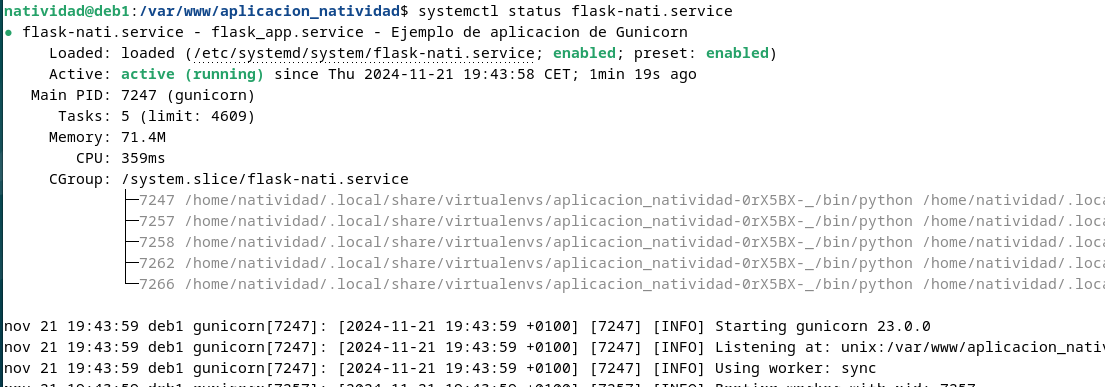 natividad@deb1:/var/www/aplicacion_natividad$ systemctl status flask-nati.service
● flask-nati.service - flask_app.service - Ejemplo de aplicacion de Gunicorn
Loaded: loaded (/etc/systemd/system/flask-nati.service; enabled; preset: enabled)
Active: active (running) since Thu 2024-11-21 19:43:58 CET; 1min 19s ago
Main PID: 7247 (gunicorn)
Tasks: 5 (limit: 4609)
Memory: 71.4M
CPU: 359ms
CGroup: /system.slice/flask-nati.service
├─7247 /home/natividad/.local/share/virtualenvs/aplicacion_natividad-0rX5BX-_/bin/python /home/natividad/.loca
├─7257 /home/natividad/.local/share/virtualenvs/aplicacion_natividad-0rX5BX-_/bin/python /home/natividad/.loca
├─7258 /home/natividad/.local/share/virtualenvs/aplicacion_natividad-0rX5BX-_/bin/python /home/natividad/.loca
├─7262 /home/natividad/.local/share/virtualenvs/aplicacion_natividad-0rX5BX-_/bin/python /home/natividad/.loca
└─7266 /home/natividad/.local/share/virtualenvs/aplicacion_natividad-0rX5BX-_/bin/python /home/natividad/.loca
nov 21 19:43:59 deb1 gunicorn[7247]: [2024-11-21 19:43:59 +0100] [7247] [INFO] Starting gunicorn 23.0.0
nov 21 19:43:59 deb1 gunicorn[7247]: [2024-11-21 19:43:59 +0100] [7247] [INFO] Listening at: unix:/var/www/aplicacion_nativ
nov 21 19:43:59 deb1 gunicorn[7247]: [2024-11-21 19:43:59 +0100] [7247] [INFO] Using worker: sync